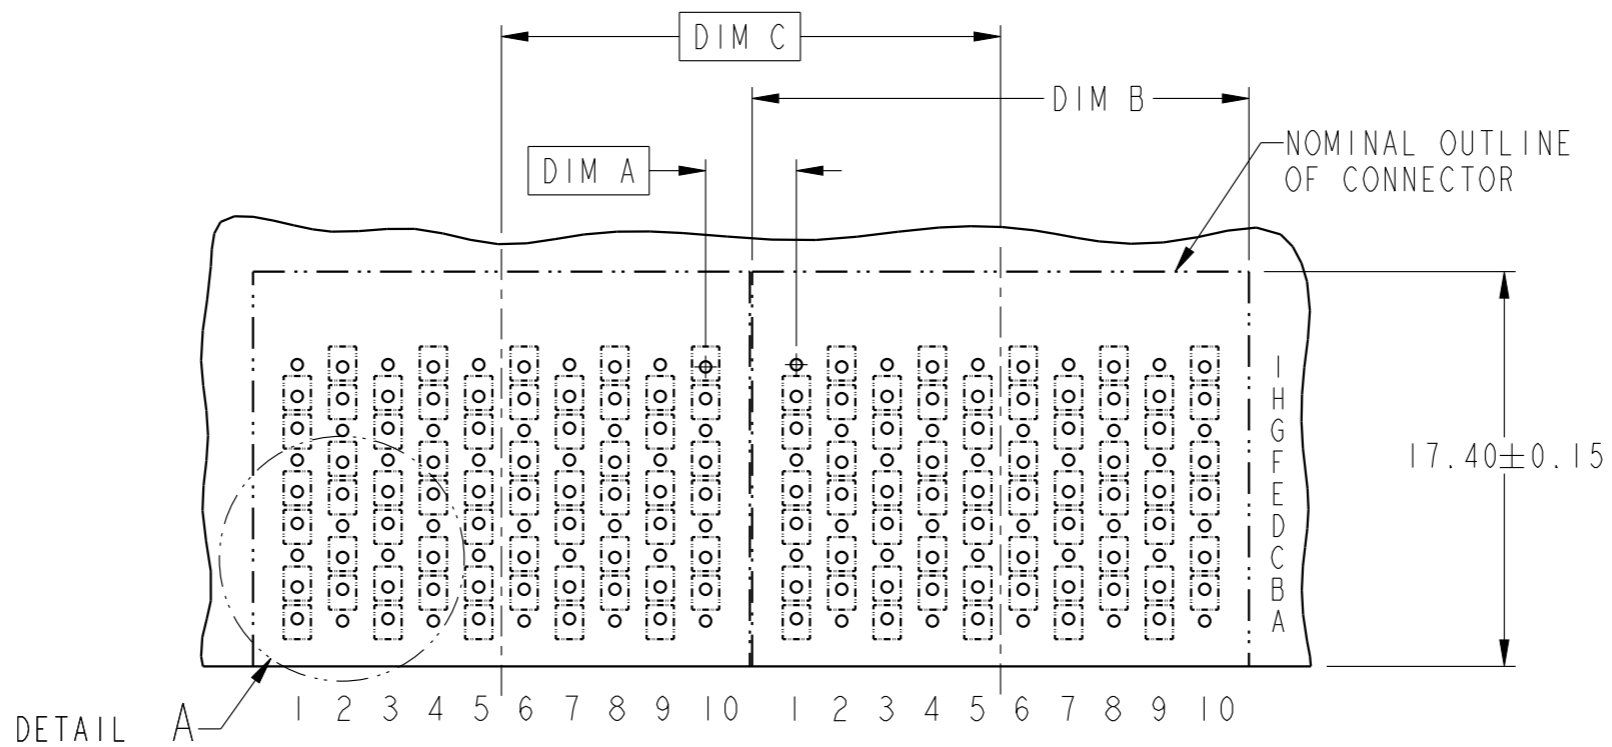 DIM C
DIM B
DIM A
NOMINAL OUTLINE
OF CONNECTOR
I
H
G
F
E
D
C
B
A
17.40±0.15
1 2 3 4 5 6 7 8 9 10 1 2 3 4 5 6 7 8 9 10
DETAIL A